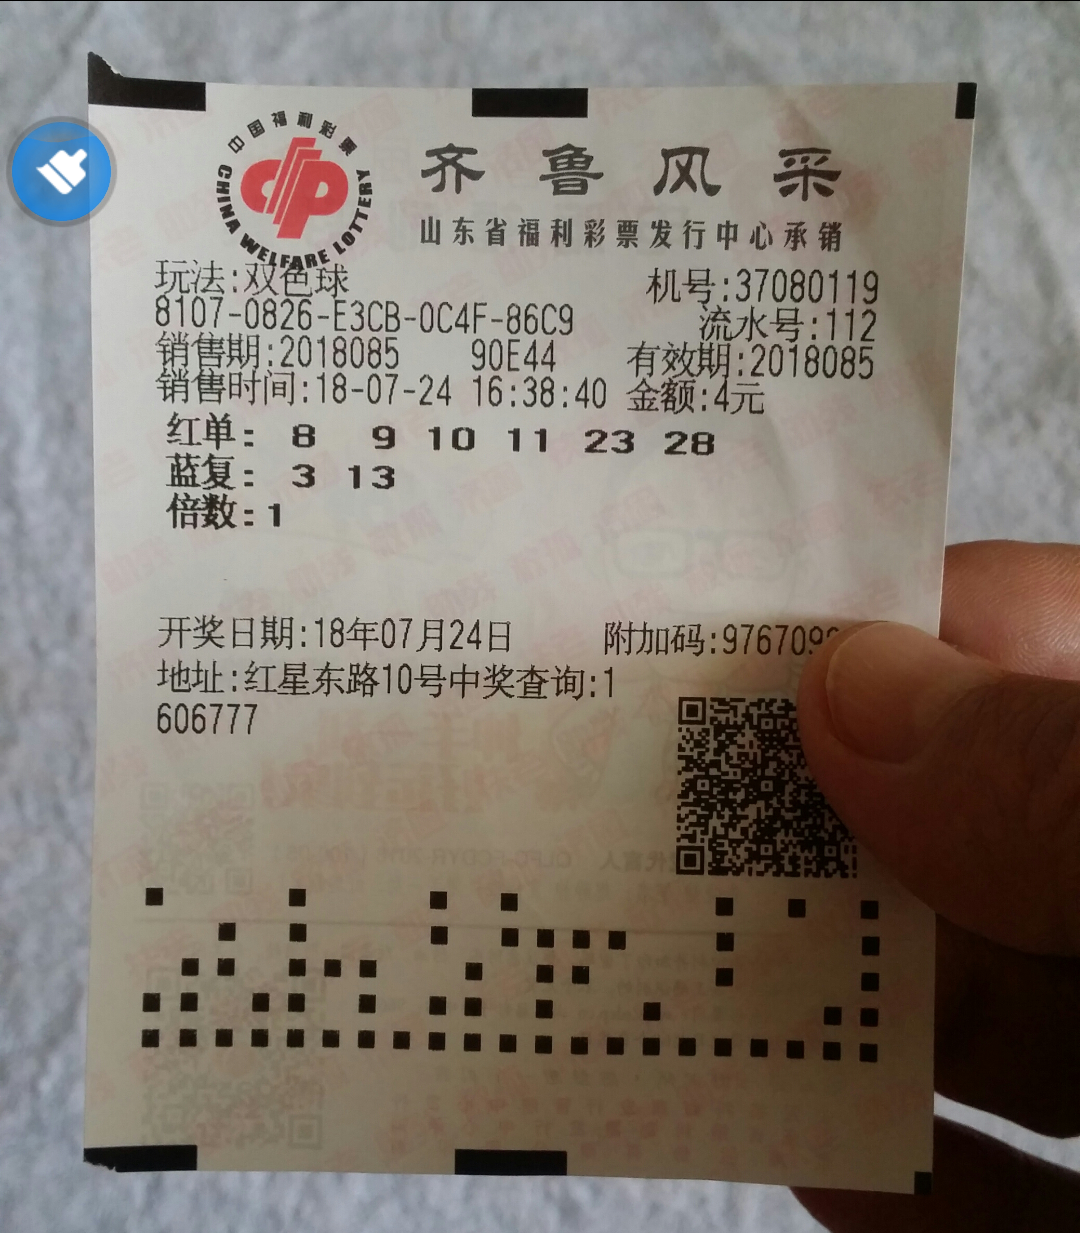 中国福利彩票
CHINA WELFARE LOTTERY
齐鲁风采
山东省福利彩票发行中心承销
玩法:双色球 机号:37080119
8107-0826-E3CB-0C4F-86C9 流水号:112
销售期:2018085 90E44 有效期:2018085
销售时间:18-07-24 16:38:40 金额:4元
红单: 8 9 10 11 23 28
蓝复: 3 13
倍数:1
开奖日期:18年07月24日 附加码:976709
地址:红星东路10号中奖查询:1
606777